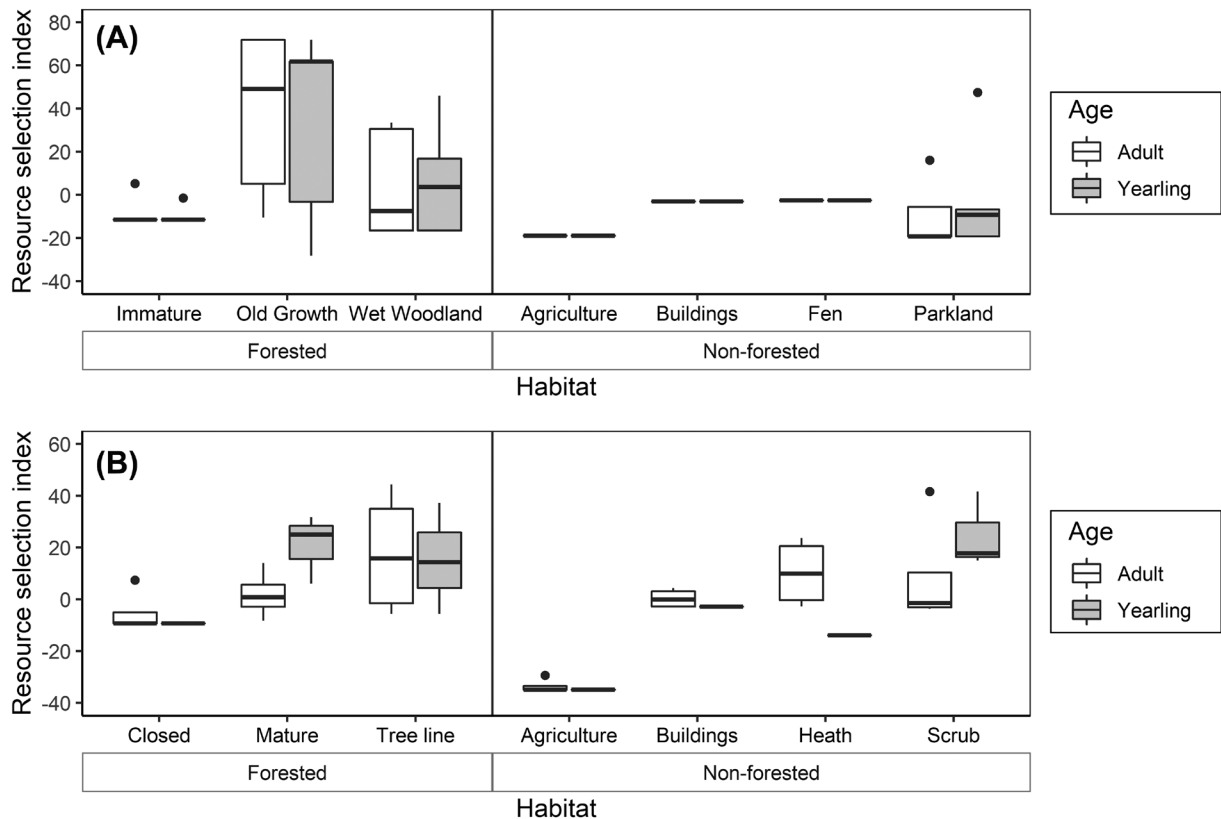 (A)
Resource selection index
80
60
40
20
0
-20
-40
Immature Old Growth Wet Woodland Agriculture Buildings Fen Parkland
Forested Non-forested
Habitat
Age
Adult
Yearling
(B)
Resource selection index
60
40
20
0
-20
-40
Closed Mature Tree line Agriculture Buildings Heath Scrub
Forested Non-forested
Habitat
Age
Adult
Yearling